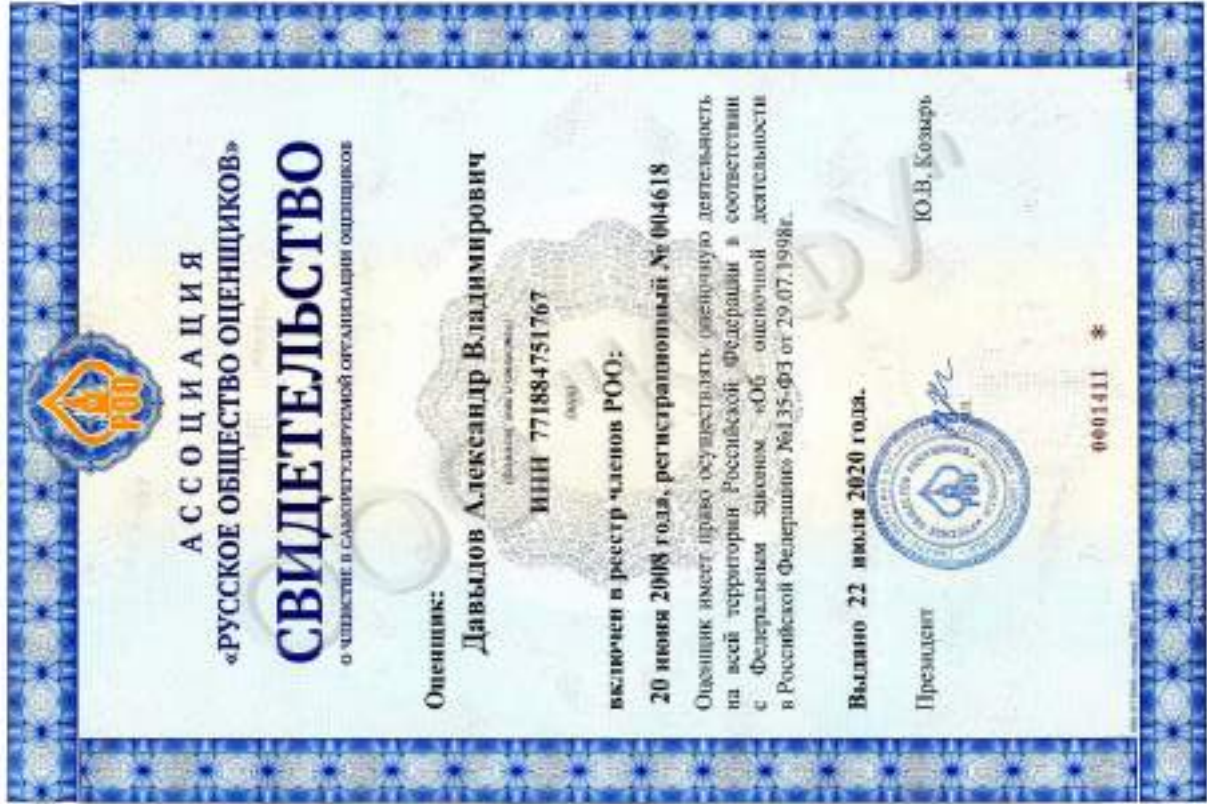 РОО
АССОЦИАЦИЯ
«РУССКОЕ ОБЩЕСТВО ОЦЕНЩИКОВ»
СВИДЕТЕЛЬСТВО
О ЧЛЕНСТВЕ В САМОРЕГУЛИРУЕМОЙ ОРГАНИЗАЦИИ ОЦЕНЩИКОВ
Оценщик:
Давыдов Александр Владимирович
ИНН 771884751767
включен в реестр членов РОО:
20 июня 2008 года, регистрационный № 004618
Оценщик имеет право осуществлять оценочную деятельность
на всей территории Российской Федерации в соответствии
с Федеральным законом «Об оценочной деятельности
в Российской Федерации» №135-ФЗ от 29.07.1998г.
Выдано 22 июля 2020 года.
Президент Ю.В. Козырь
РОО
0001411 *